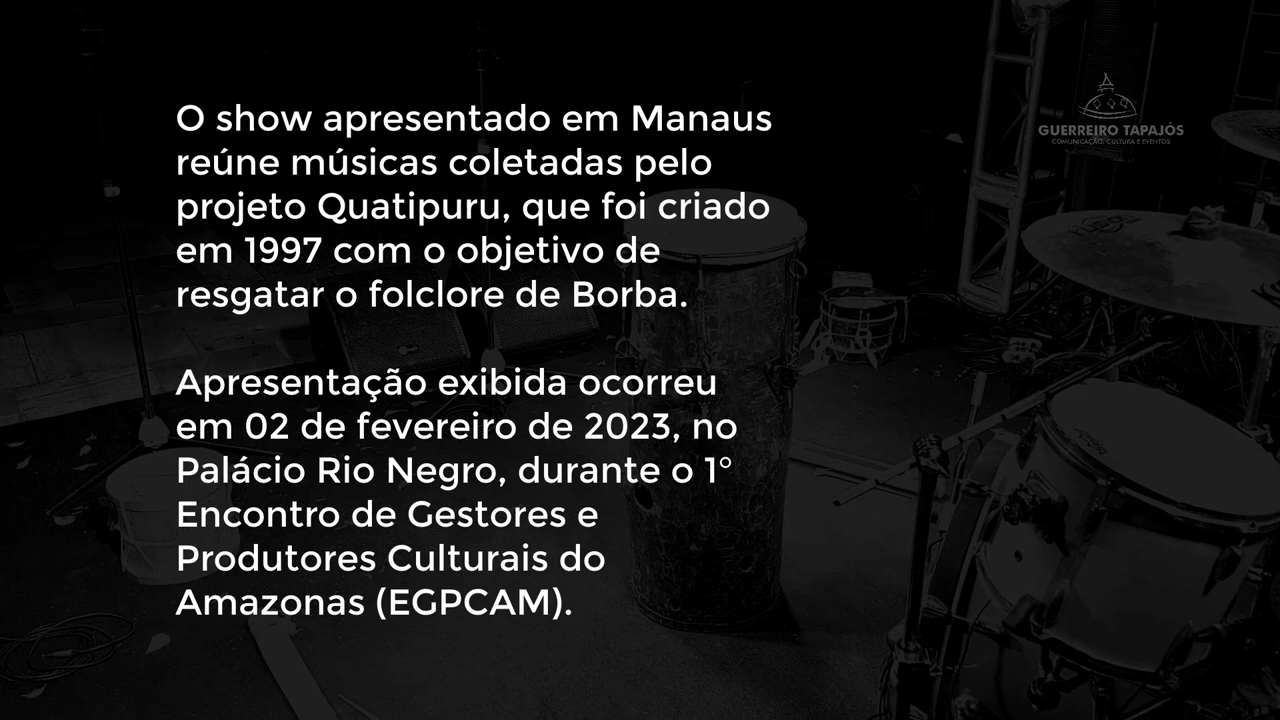 O show apresentado em Manaus
reúne músicas coletadas pelo
projeto Quatipuru, que foi criado
em 1997 com o objetivo de
resgatar o folclore de Borba.
Apresentação exibida ocorreu
em 02 de fevereiro de 2023, no
Palácio Rio Negro, durante o 1°
Encontro de Gestores e
Produtores Culturais do
Amazonas (EGPCAM).
GUERREIRO TAPAJÓS
COMUNICAÇÃO, CULTURA E EVENTOS